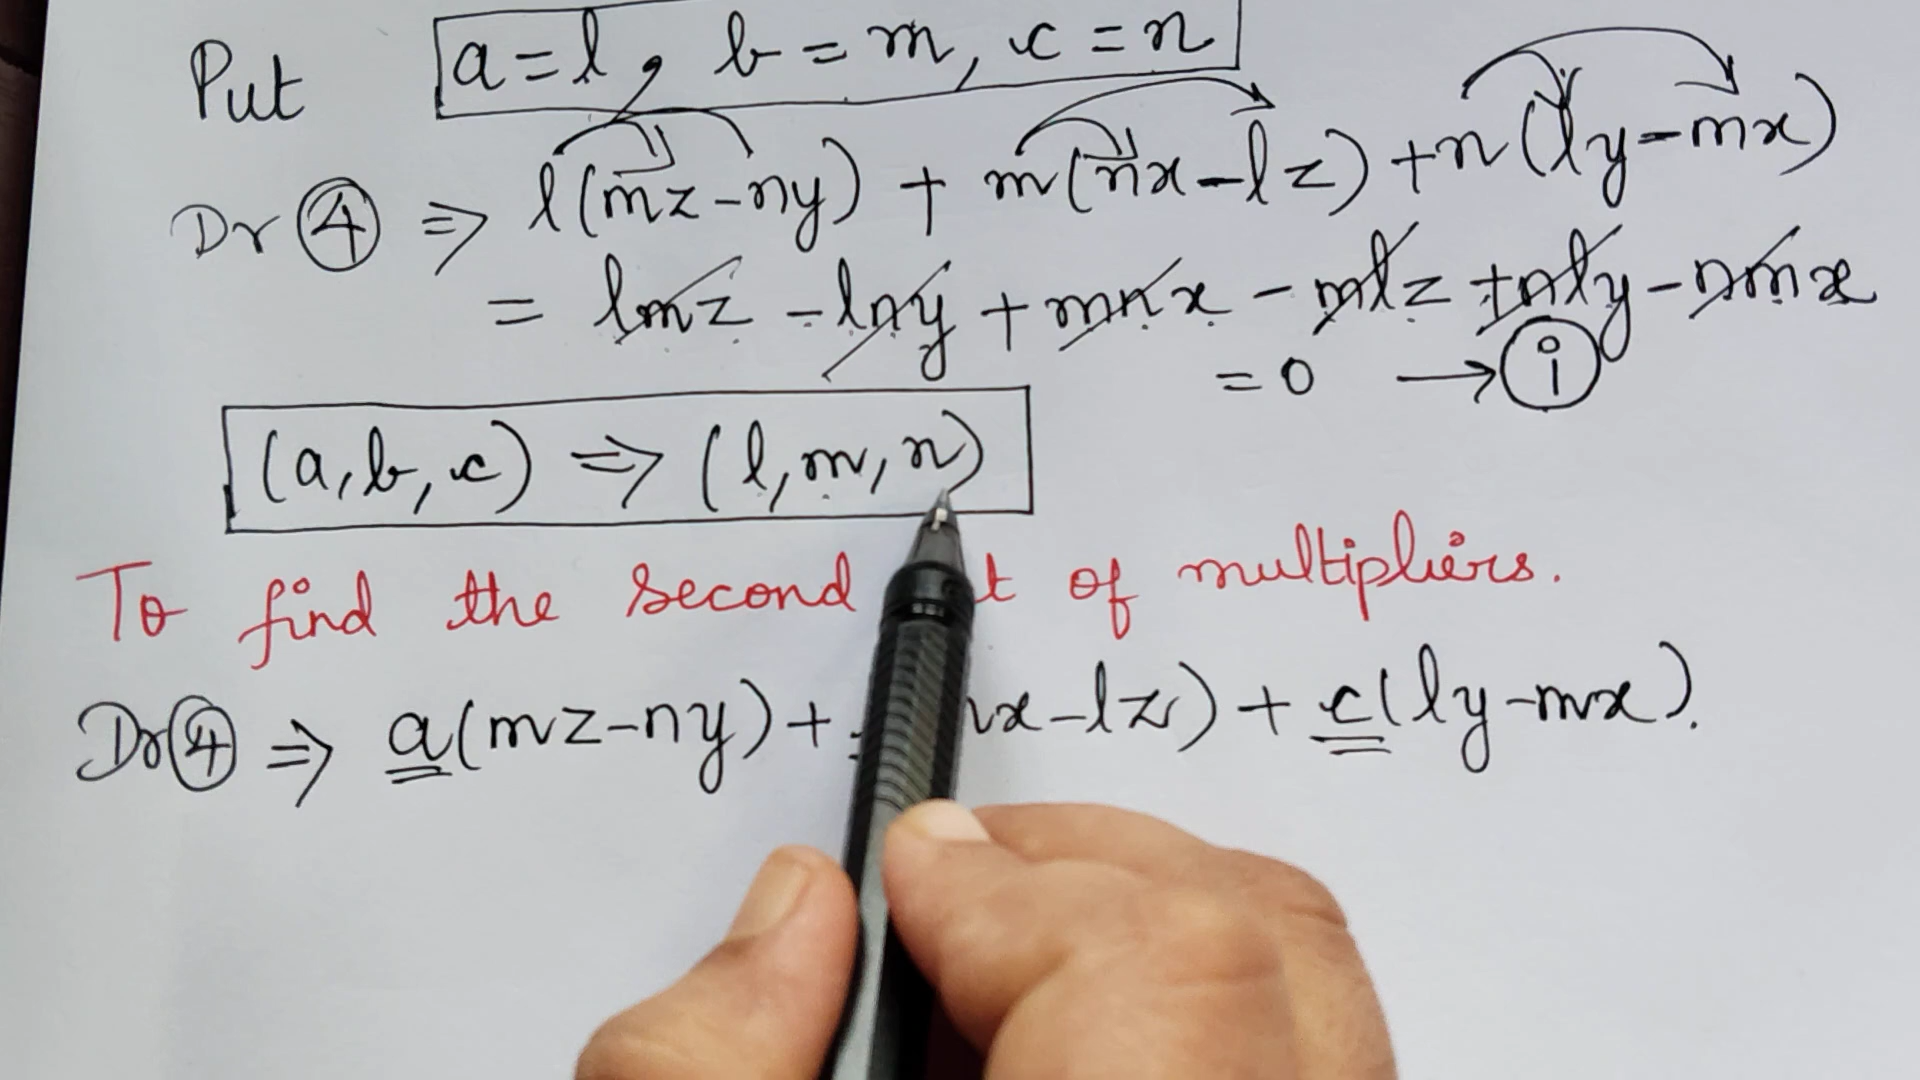 Put a = l, b = m, c = n
Dr ④ ⇒ l(mz - ny) + m(nx - lz) + n(ly - mx)
= lmz - lny + mnx - mlz + nly - nmx
= 0 → ⓘ
(a, b, c) ⇒ (l, m, n)
To find the second of multipliers.
Dr ④ ⇒ a(mz - ny) + x - lz) + c(ly - mx).